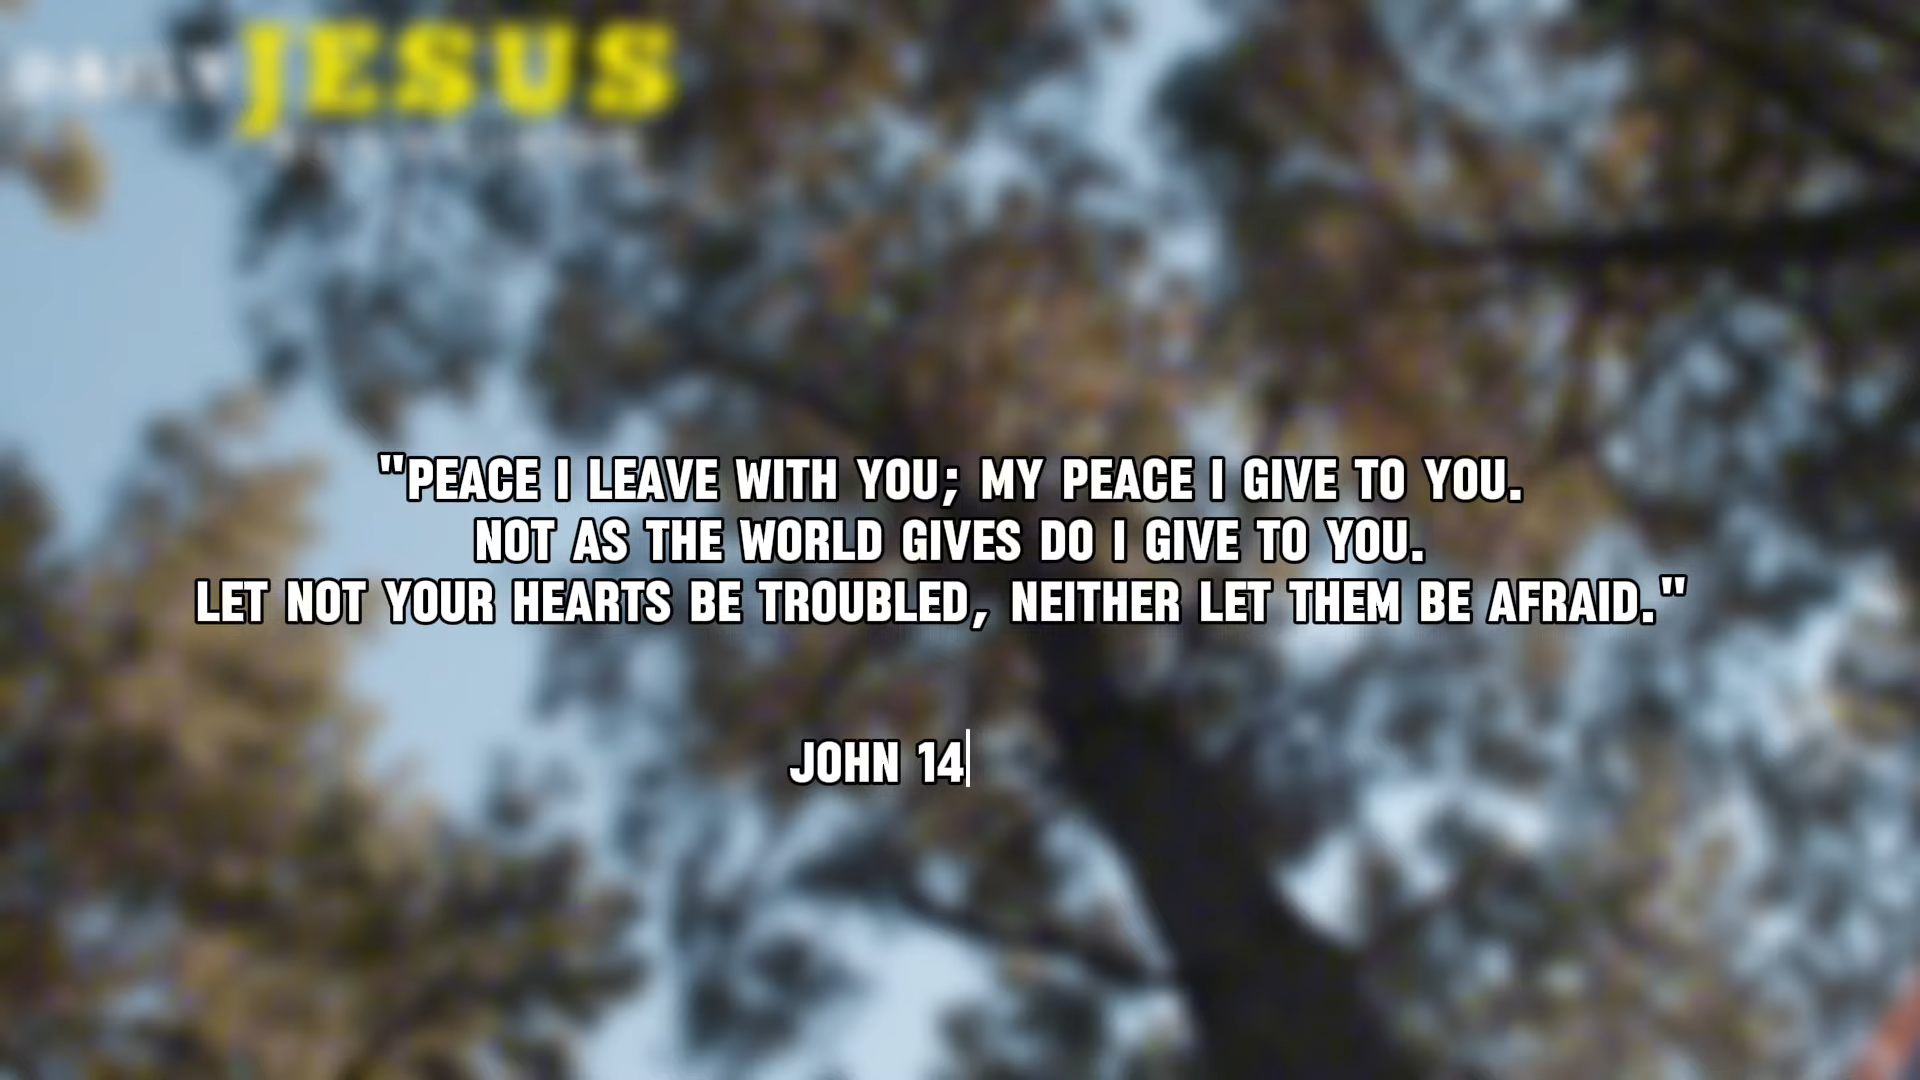 DAILY JESUS
"PEACE I LEAVE WITH YOU; MY PEACE I GIVE TO YOU.
NOT AS THE WORLD GIVES DO I GIVE TO YOU.
LET NOT YOUR HEARTS BE TROUBLED, NEITHER LET THEM BE AFRAID."
JOHN 14